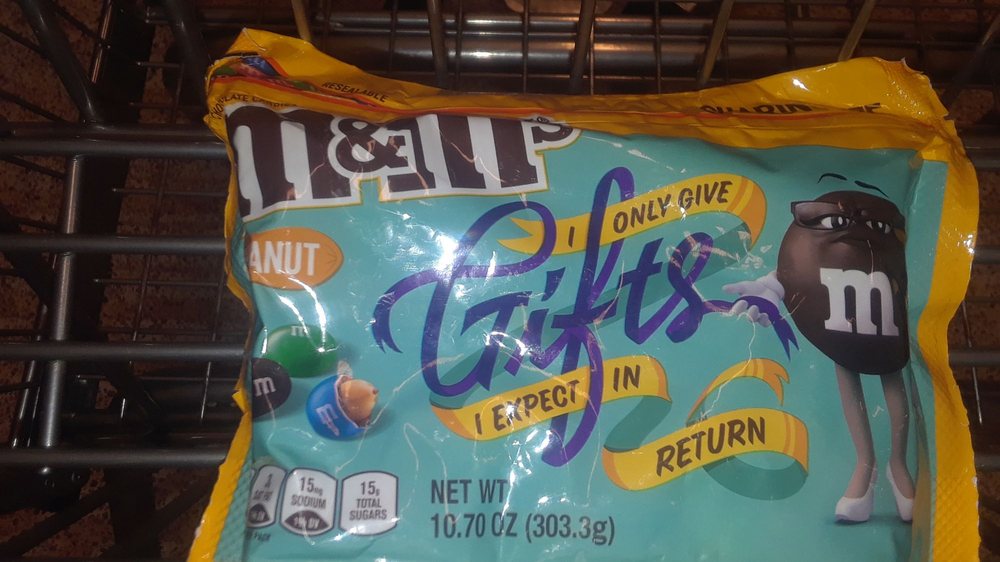 RESEALABLE
m&m's
I ONLY GIVE
Gifts
I EXPECT IN
RETURN
ANUT
m
m
m
15mg
SODIUM
15g
TOTAL
SUGARS
NET WT
10.70 OZ (303.3g)